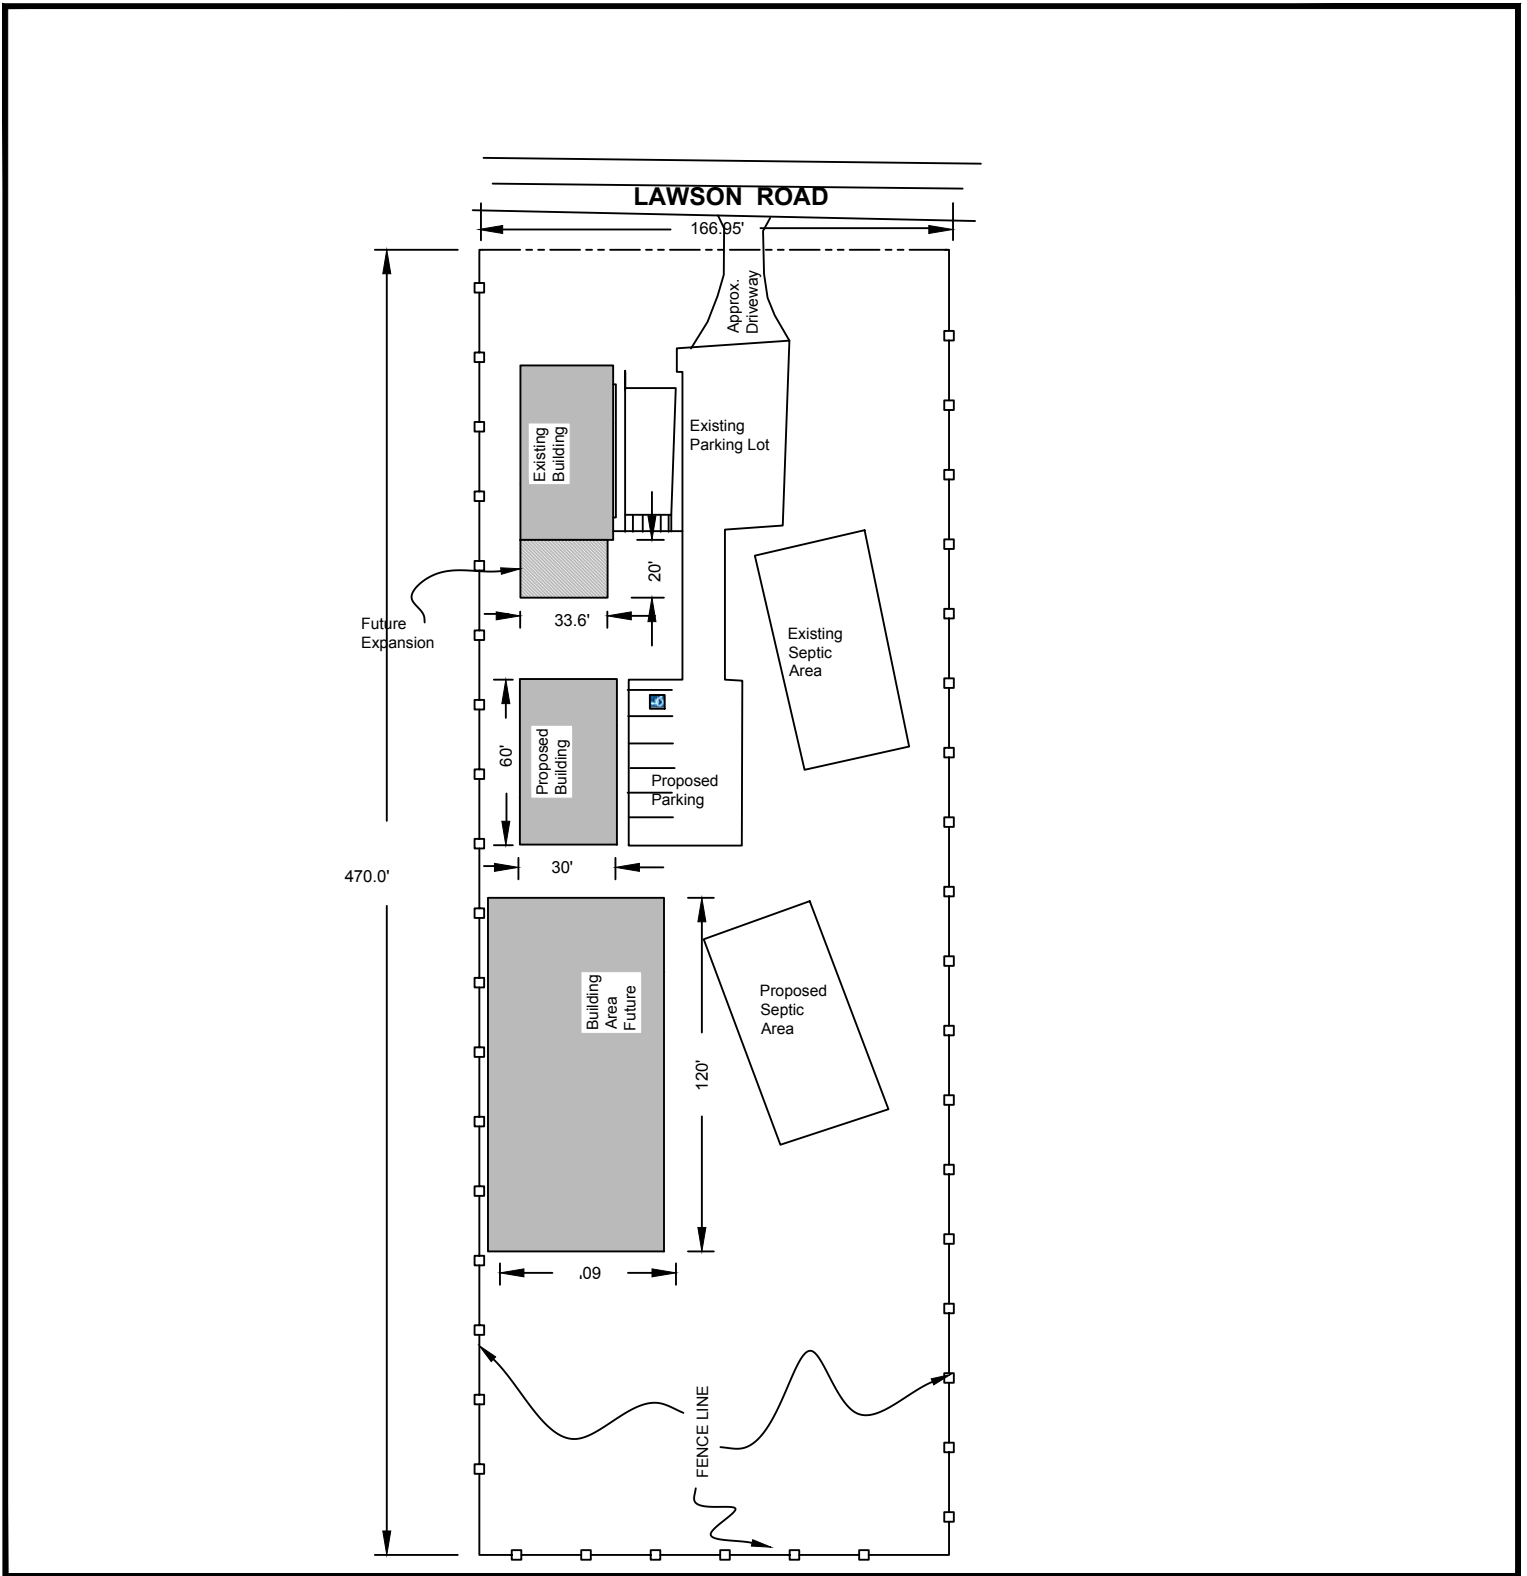 LAWSON ROAD
166.95'
Approx.
Driveway
Existing
Building
Existing
Parking Lot
20'
33.6'
Future
Expansion
Existing
Septic
Area
60'
Proposed
Building
Proposed
Parking
30'
470.0'
Building
Area
Future
Proposed
Septic
Area
120'
60'
FENCE LINE